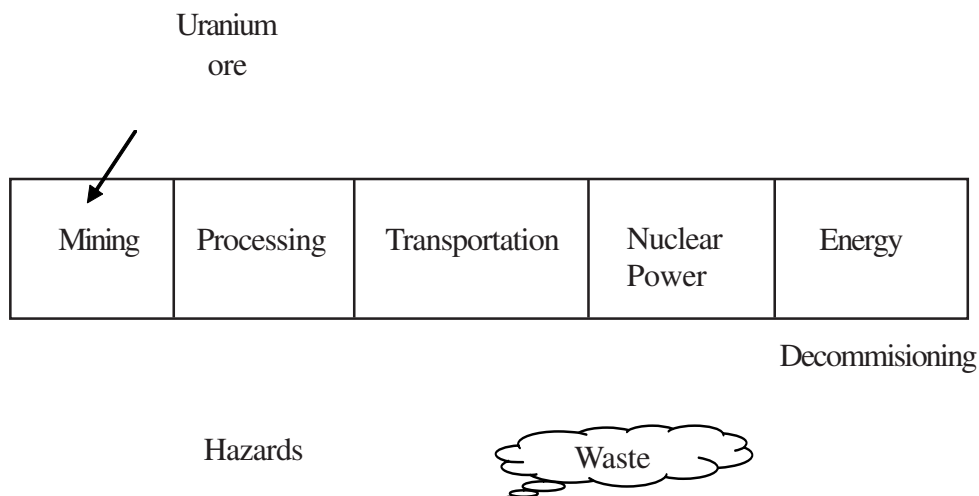 Uranium
ore
Mining
Processing
Transportation
Nuclear
Power
Energy
Decommisioning
Hazards
Waste